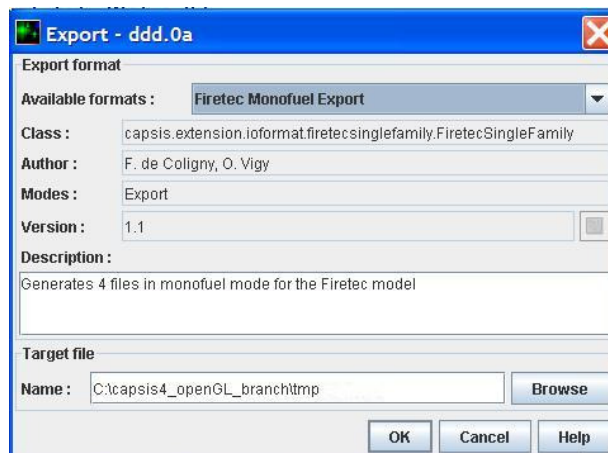 Export - ddd.0a
Export format
Available formats : Firetec Monofuel Export
Class : capsis.extension.ioformat.firetecsinglefamily.FiretecSingleFamily
Author : F. de Coligny, O. Vigy
Modes : Export
Version : 1.1
Description :
Generates 4 files in monofuel mode for the Firetec model
Target file
Name : C:\capsis4_openGL_branch\tmp Browse
OK Cancel Help